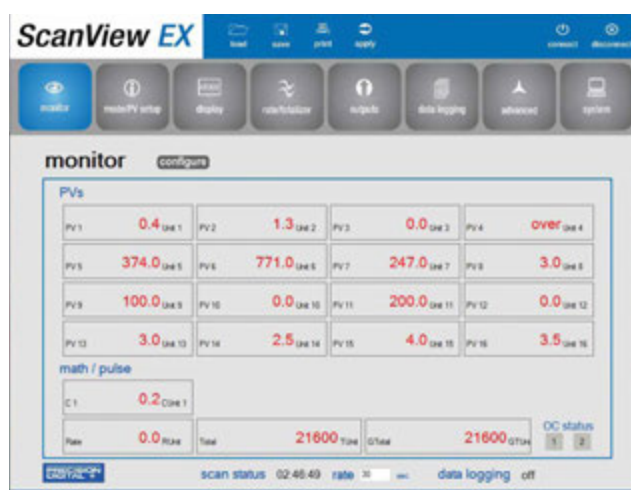 ScanView EX
load save print apply connect disconnect
monitor mode/PV setup display rate/totalizer outputs data logging advanced system
monitor configure
PVs
PV 1 0.4 Unit 1 PV 2 1.3 Unit 2 PV 3 0.0 Unit 3 PV 4 over Unit 4
PV 5 374.0 Unit 5 PV 6 771.0 Unit 6 PV 7 247.0 Unit 7 PV 8 3.0 Unit 8
PV 9 100.0 Unit 9 PV 10 0.0 Unit 10 PV 11 200.0 Unit 11 PV 12 0.0 Unit 12
PV 13 3.0 Unit 13 PV 14 2.5 Unit 14 PV 15 4.0 Unit 15 PV 16 3.5 Unit 16
math / pulse
C 1 0.2 CUnit 1
OC status
Rate 0.0 RUnit Total 21600 TUnit GTotal 21600 GTUnit 1 2
PRECISION
DIGITAL
scan status 02:46:49 rate 30 sec data logging off